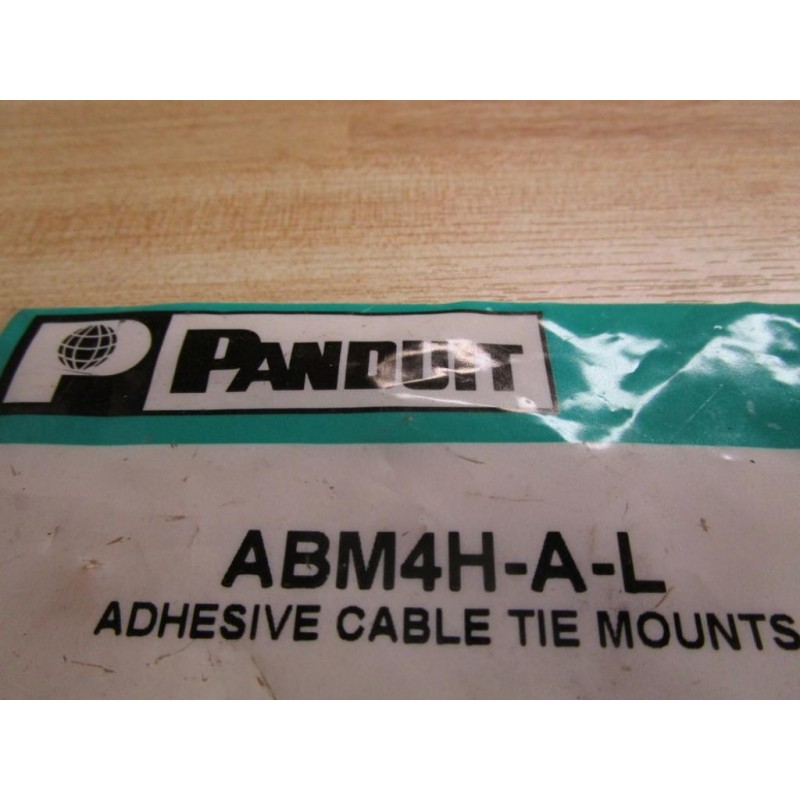 P PANDUIT
ABM4H-A-L
ADHESIVE CABLE TIE MOUNTS